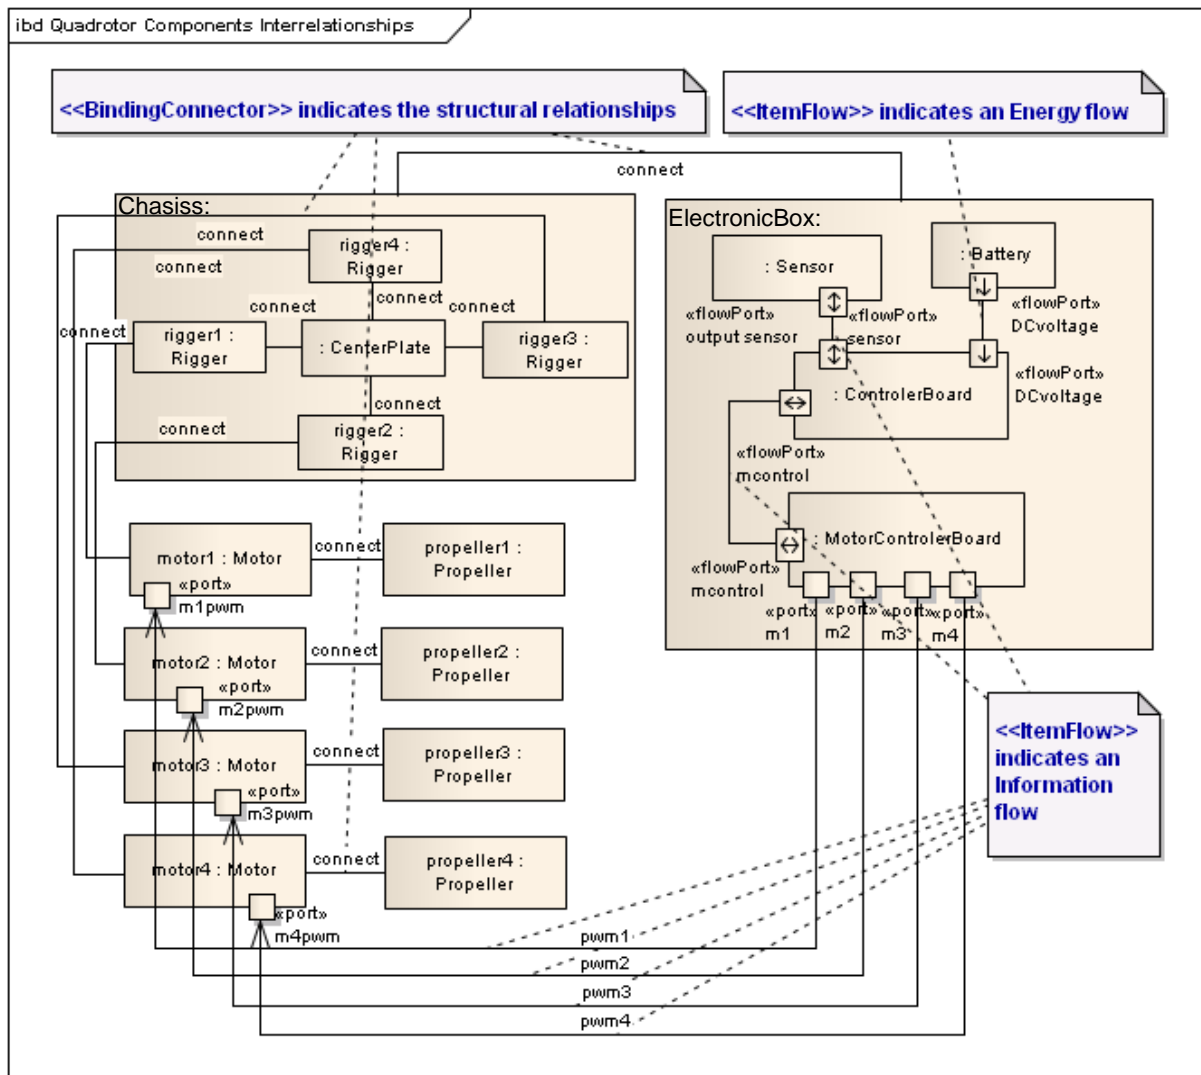 ibd Quadrotor Components Interrelationships
<<BindingConnector>> indicates the structural relationships
<<ItemFlow>> indicates an Energy flow
connect
Chasiss:
connect
connect
connect
rigger4 :
Rigger
connect
connect
connect
rigger1 :
Rigger
: CenterPlate
rigger3 :
Rigger
connect
connect
rigger2 :
Rigger
ElectronicBox:
: Sensor
: Battery
«flowPort»
output sensor
«flowPort»
sensor
«flowPort»
DCvoltage
: ControlerBoard
«flowPort»
DCvoltage
«flowPort»
mcontrol
: MotorControlerBoard
«flowPort»
mcontrol
«port»
m1
«port»
m2
«port»
m3
«port»
m4
motor1 : Motor
connect
propeller1 :
Propeller
«port»
m1pwm
motor2 : Motor
connect
propeller2 :
Propeller
«port»
m2pwm
motor3 : Motor
connect
propeller3 :
Propeller
«port»
m3pwm
motor4 : Motor
connect
propeller4 :
Propeller
«port»
m4pwm
<<ItemFlow>>
indicates an
Information
flow
pwm1
pwm2
pwm3
pwm4